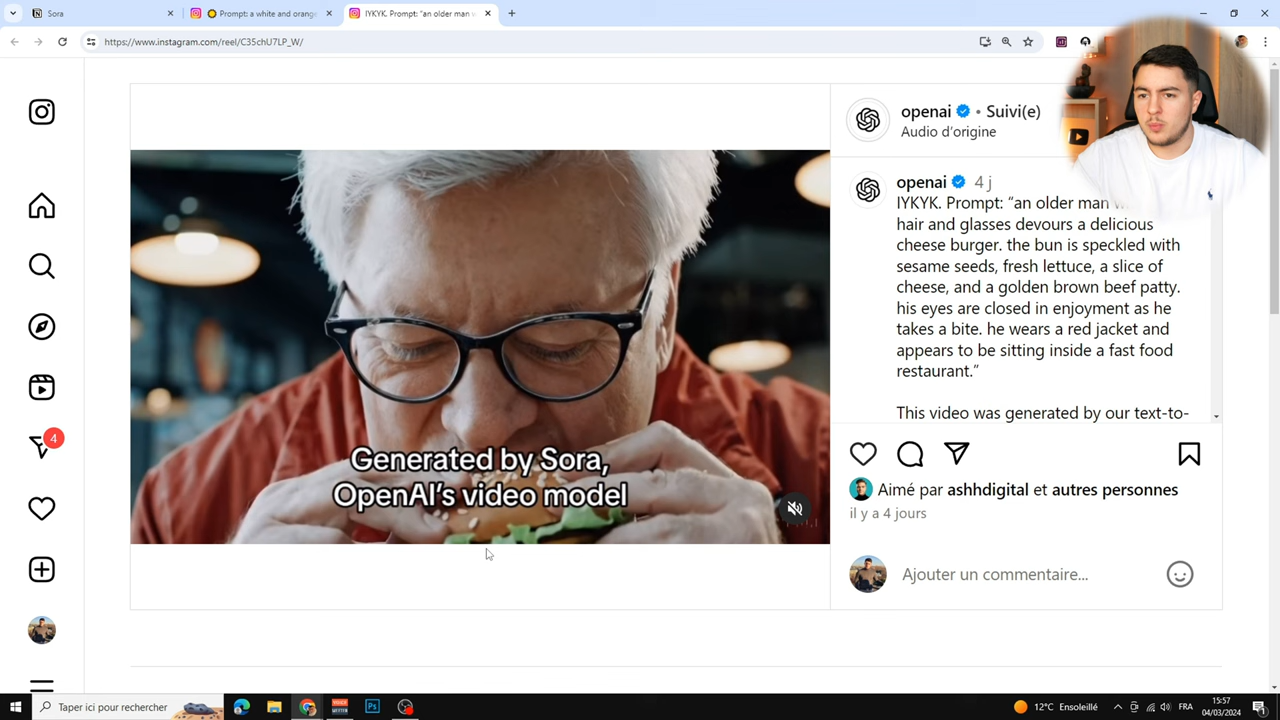 Sora
Prompt: a white and orange
IYKYK. Prompt: "an older man w
https://www.instagram.com/reel/C35chU7LP_W/
openai • Suivi(e)
Audio d'origine
openai 4 j
IYKYK. Prompt: “an older man
hair and glasses devours a delicious
cheese burger. the bun is speckled with
sesame seeds, fresh lettuce, a slice of
cheese, and a golden brown beef patty.
his eyes are closed in enjoyment as he
takes a bite. he wears a red jacket and
appears to be sitting inside a fast food
restaurant.”
This video was generated by our text-to-
Generated by Sora,
OpenAI's video model
4
Aimé par ashhdigital et autres personnes
il y a 4 jours
Ajouter un commentaire...
Taper ici pour rechercher
Ps
12°C Ensoleillé
FRA
15:57
04/03/2024
1